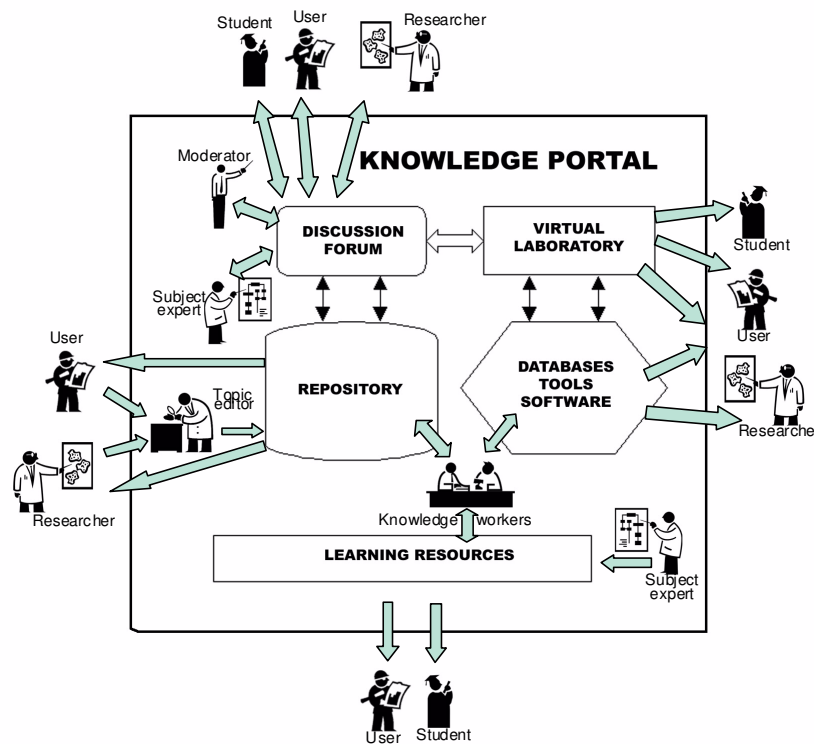 Student
User
Researcher
Moderator
KNOWLEDGE PORTAL
DISCUSSION
FORUM
VIRTUAL
LABORATORY
Student
Subject
expert
User
User
REPOSITORY
DATABASES
TOOLS
SOFTWARE
Topic
editor
Researche
Researcher
Knowledge workers
LEARNING RESOURCES
Subject
expert
User
Student